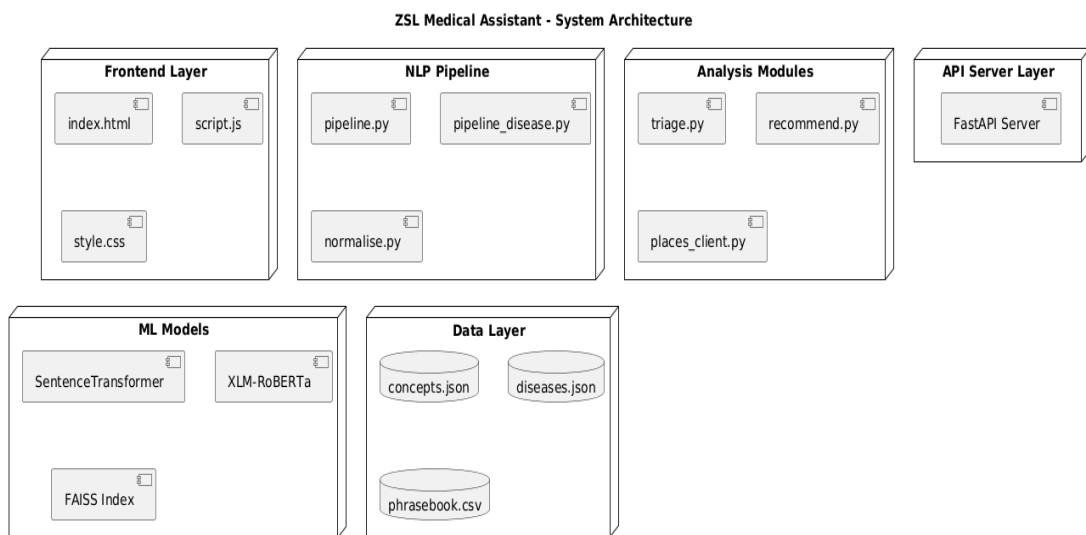 ZSL Medical Assistant - System Architecture
Frontend Layer
index.html
script.js
style.css
NLP Pipeline
pipeline.py
pipeline_disease.py
normalise.py
Analysis Modules
triage.py
recommend.py
places_client.py
API Server Layer
FastAPI Server
ML Models
SentenceTransformer
XLM-RoBERTa
FAISS Index
Data Layer
concepts.json
diseases.json
phrasebook.csv